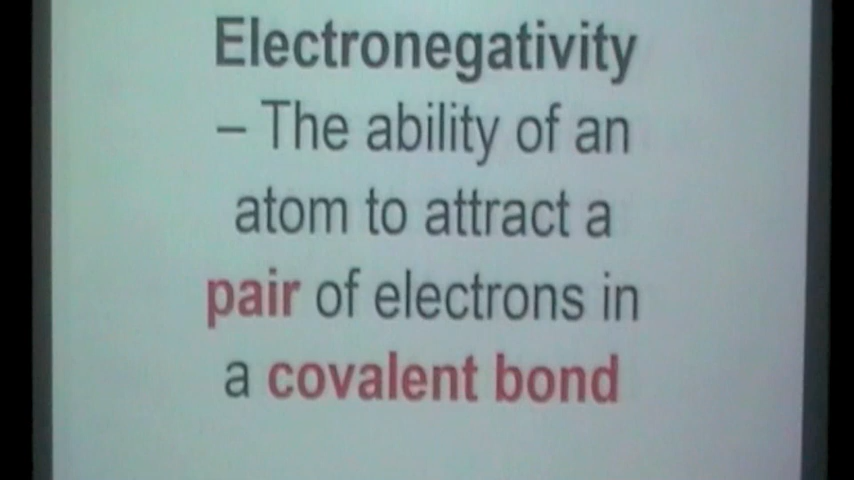 Electronegativity
– The ability of an
atom to attract a
pair of electrons in
a covalent bond